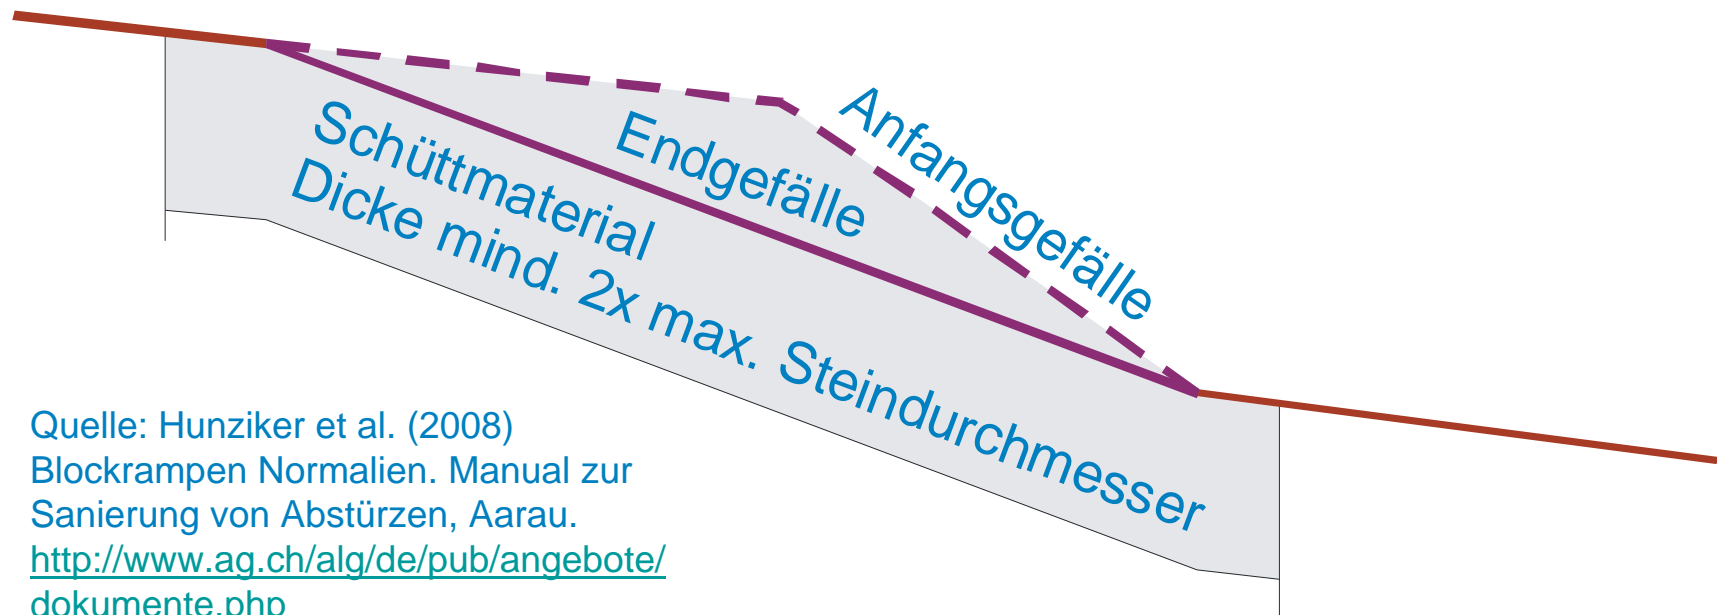 Anfangsgefälle
Endgefälle
Schüttmaterial
Dicke mind. 2x max. Steindurchmesser
Quelle: Hunziker et al. (2008)
Blockrampen Normalien. Manual zur
Sanierung von Abstürzen, Aarau.
http://www.ag.ch/alg/de/pub/angebote/
dokumente.php